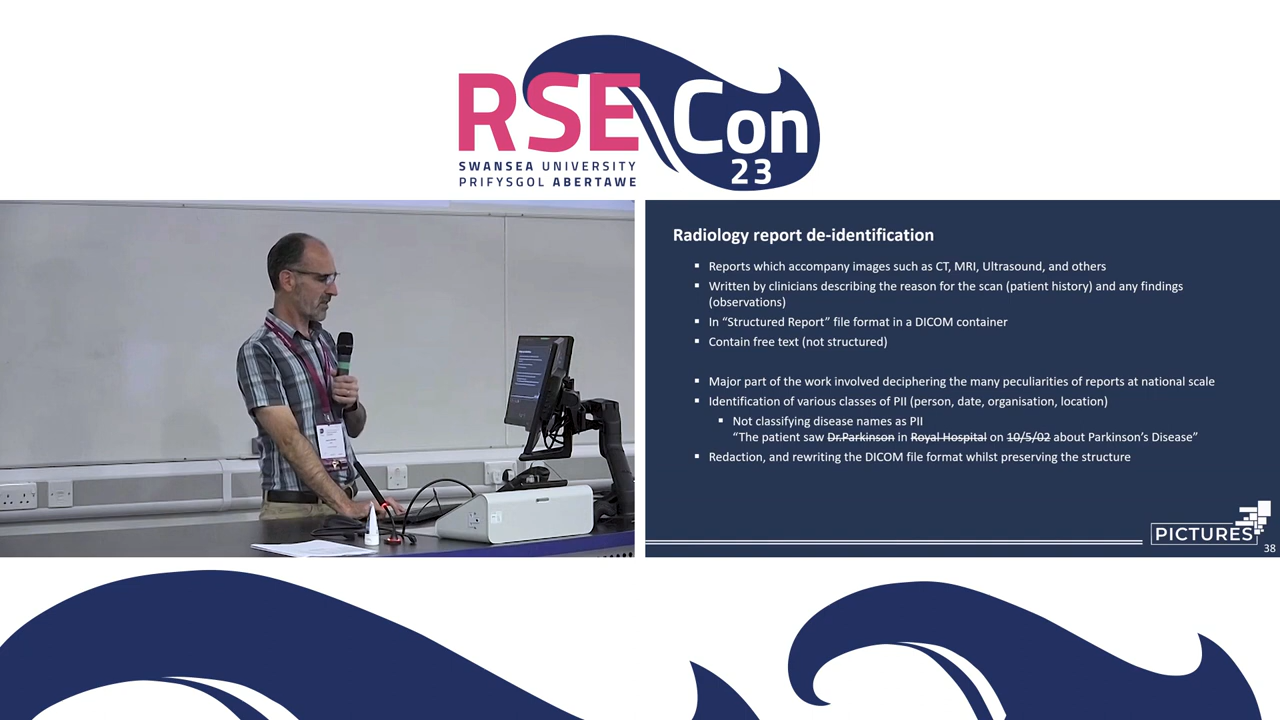 RSE Con
23
SWANSEA UNIVERSITY
PRIFYSGOL ABERTAWE
Radiology report de-identification
▪ Reports which accompany images such as CT, MRI, Ultrasound, and others
▪ Written by clinicians describing the reason for the scan (patient history) and any findings
(observations)
▪ In “Structured Report” file format in a DICOM container
▪ Contain free text (not structured)
▪ Major part of the work involved deciphering the many peculiarities of reports at national scale
▪ Identification of various classes of PII (person, date, organisation, location)
▪ Not classifying disease names as PII
“The patient saw Dr.Parkinson in Royal Hospital on 10/5/02 about Parkinson’s Disease”
▪ Redaction, and rewriting the DICOM file format whilst preserving the structure
PICTURES
38